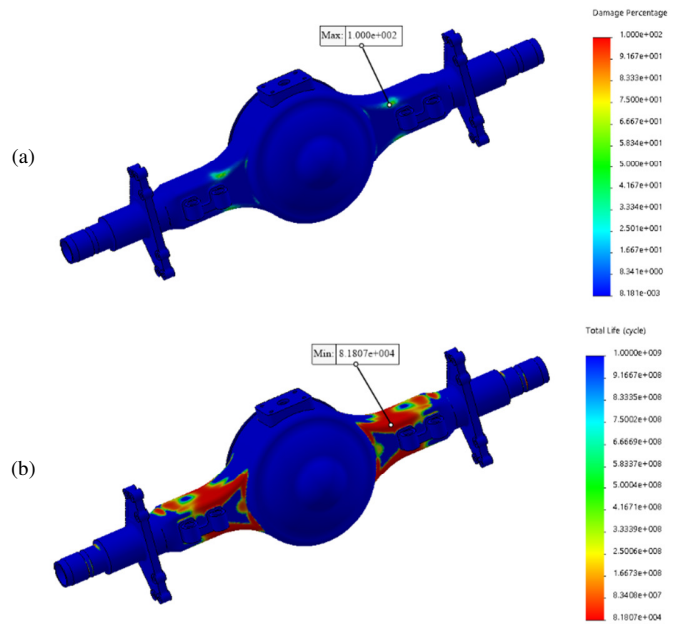 Damage Percentage
Max: 1.000e+002
1.000e+002
9.167e+001
8.333e+001
7.500e+001
6.667e+001
5.833e+001
5.000e+001
4.167e+001
3.334e+001
2.501e+001
1.667e+001
8.341e+000
8.181e-003
(a)
Total Life (cycle)
Min: 8.1807e+004
1.0000e+009
9.1667e+008
8.3335e+008
7.5002e+008
6.6669e+008
5.8337e+008
5.0004e+008
4.1671e+008
3.3339e+008
2.5006e+008
1.6673e+008
8.3408e+007
8.1807e+004
(b)